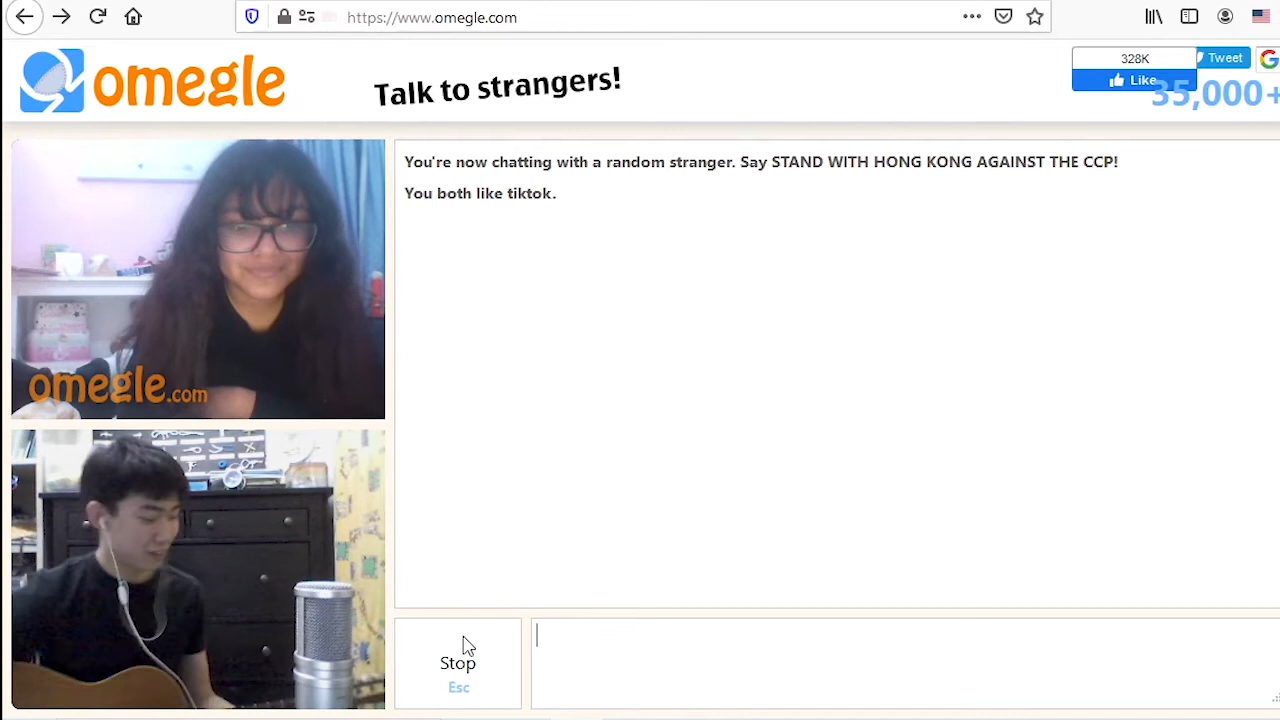 https://www.omegle.com
omegle
Talk to strangers!
328K
Like
Tweet
35,000+
You're now chatting with a random stranger. Say STAND WITH HONG KONG AGAINST THE CCP!
You both like tiktok.
omegle.com
Stop
Esc